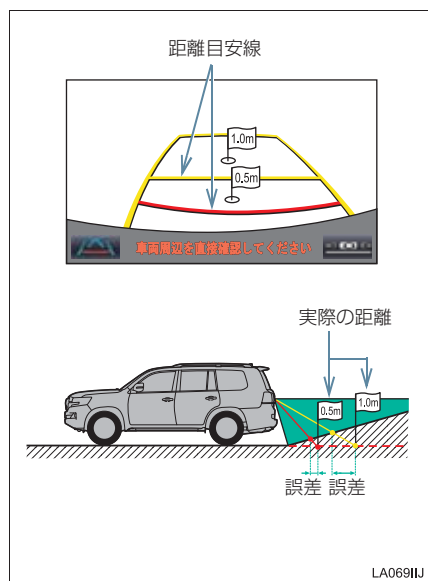 距離目安線
1.0m
0.5m
車両周辺を直接確認してください
実際の距離
0.5m
1.0m
誤差 誤差
LA069IIJ